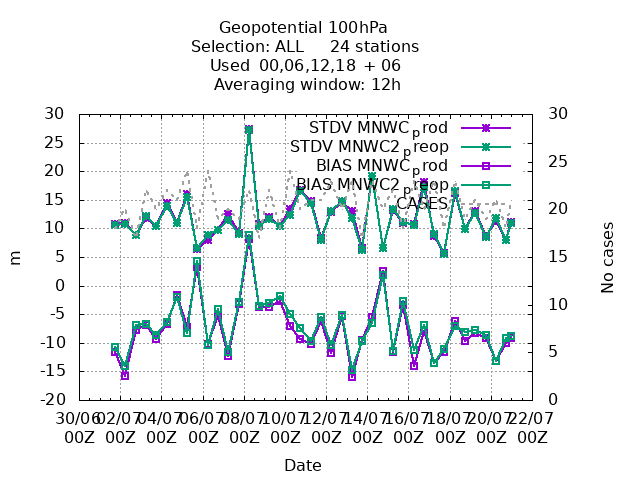 Geopotential 100hPa
Selection: ALL 24 stations
Used 00,06,12,18 + 06
Averaging window: 12h
30 30
STDV MNWCprod
25 STDV MNWC2preop 25
BIAS MNWCprod
20 BIAS MNWC2preop 20
CASES
15
10 15
5
0 10
-5
-10 5
-15
-20 0
m
No cases
30/06 02/07 04/07 06/07 08/07 10/07 12/07 14/07 16/07 18/07 20/07 22/07
00Z 00Z 00Z 00Z 00Z 00Z 00Z 00Z 00Z 00Z 00Z 00Z
Date